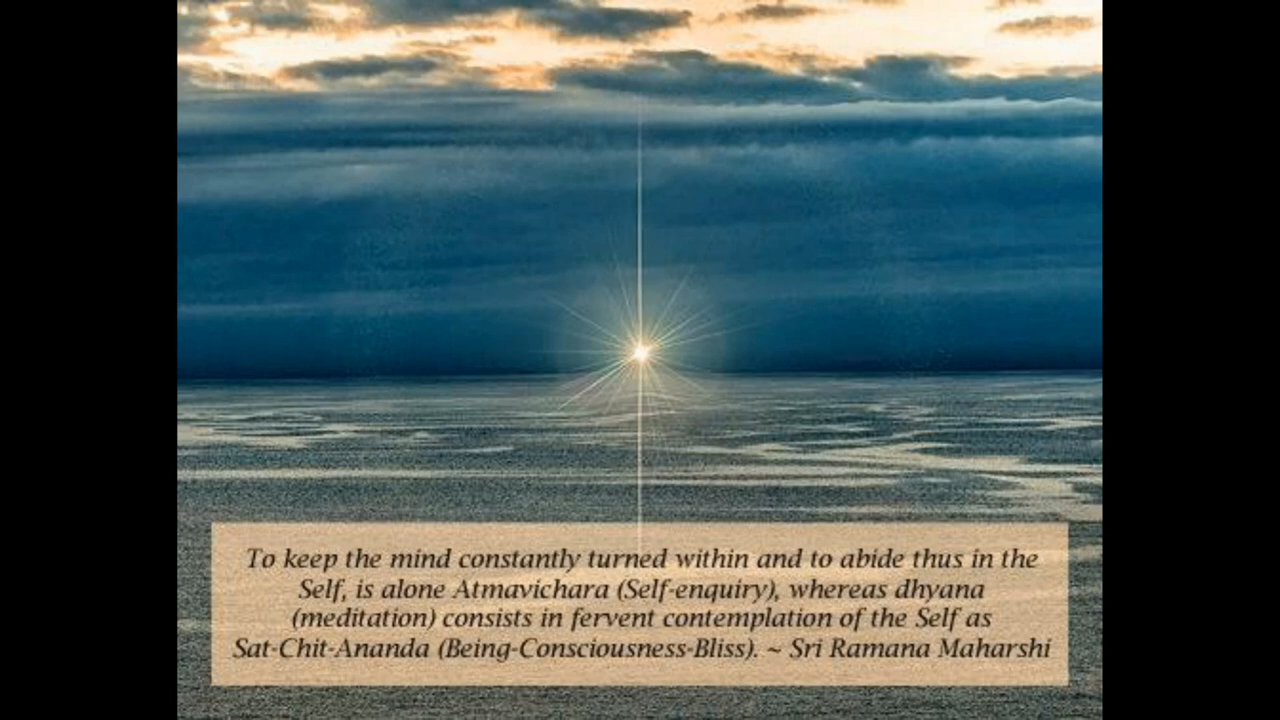 To keep the mind constantly turned within and to abide thus in the
Self, is alone Atmavichara (Self-enquiry), whereas dhyana
(meditation) consists in fervent contemplation of the Self as
Sat-Chit-Ananda (Being-Consciousness-Bliss). ~ Sri Ramana Maharshi